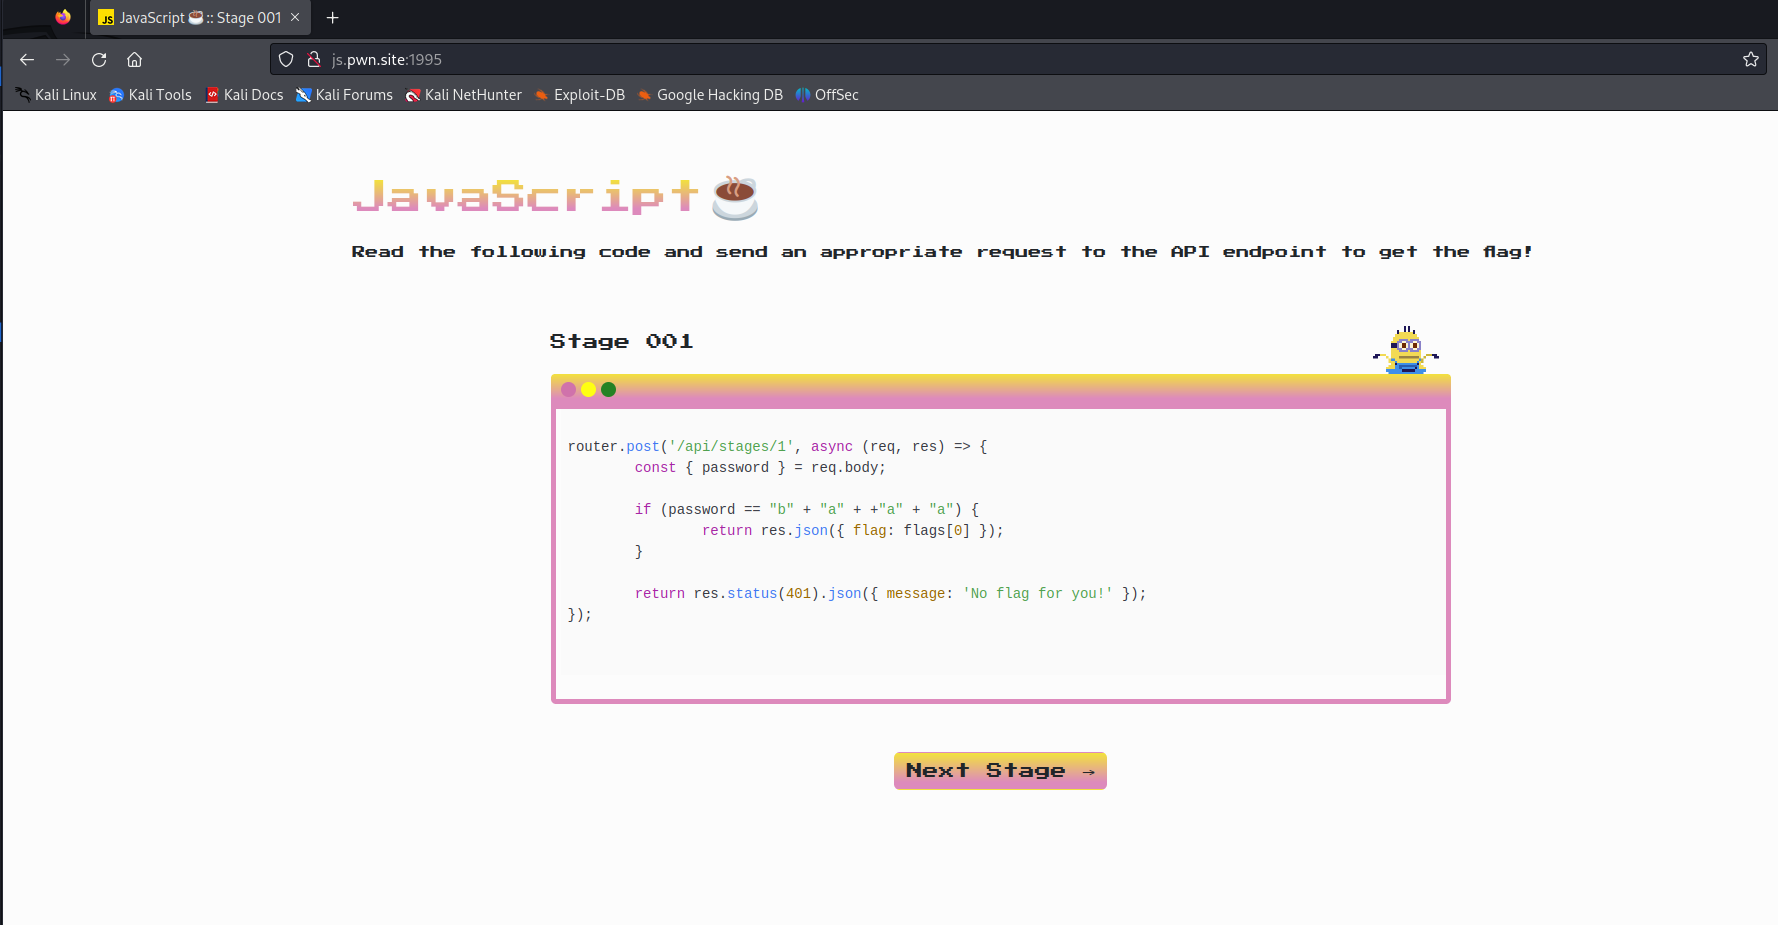 JavaScript ☕ :: Stage 001
js.pwn.site:1995
Kali Linux Kali Tools Kali Docs Kali Forums Kali NetHunter Exploit-DB Google Hacking DB OffSec
JavaScript ☕
Read the following code and send an appropriate request to the API endpoint to get the flag!
Stage 001
router.post('/api/stages/1', async (req, res) => {
const { password } = req.body;
if (password == "b" + "a" + +"a" + "a") {
return res.json({ flag: flags[0] });
}
return res.status(401).json({ message: 'No flag for you!' });
});
Next Stage →